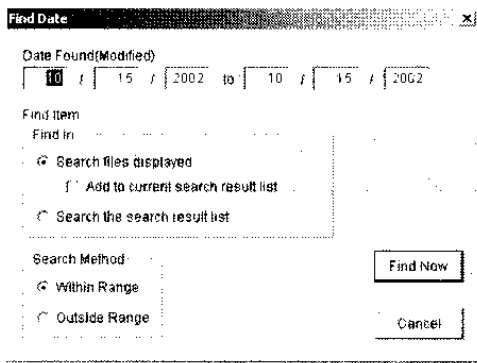 Find Date
Date Found(Modified)
10 / 15 / 2002 to 10 / 15 / 2002
Find Item
Find in
Search files displayed
Add to current search result list
Search the search result list
Search Method
Within Range
Outside Range
Find Now
Cancel